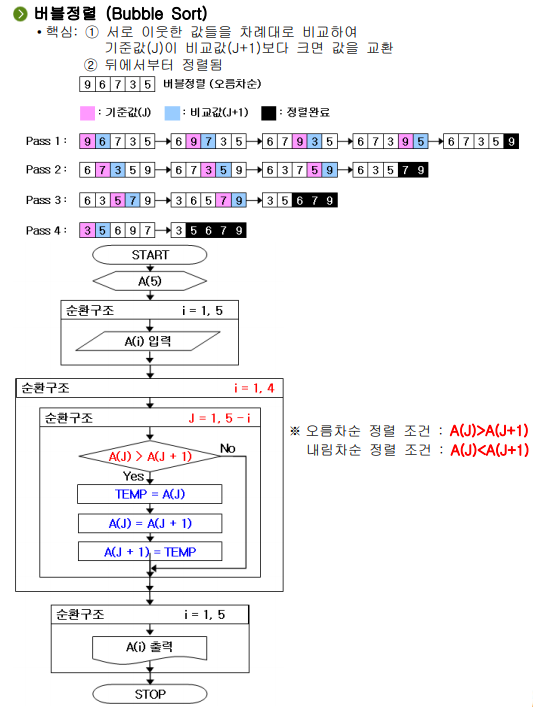 버블정렬 (Bubble Sort)
• 핵심: ① 서로 이웃한 값들을 차례대로 비교하여
기준값(J)이 비교값(J+1)보다 크면 값을 교환
② 뒤에서부터 정렬됨
9 6 7 3 5 버블정렬 (오름차순)
: 기준값(J) : 비교값(J+1) : 정렬완료
Pass 1 : 9 6 7 3 5 6 9 7 3 5 6 7 9 3 5 6 7 3 9 5 6 7 3 5 9
Pass 2 : 6 7 3 5 9 6 7 3 5 9 6 3 7 5 9 6 3 5 7 9
Pass 3 : 6 3 5 7 9 3 6 5 7 9 3 5 6 7 9
Pass 4 : 3 5 6 9 7 3 5 6 7 9
START
A(5)
순환구조 i = 1, 5
A(i) 입력
순환구조 i = 1, 4
순환구조 J = 1, 5 - i
※ 오름차순 정렬 조건 : A(J)>A(J+1)
내림차순 정렬 조건 : A(J)<A(J+1)
A(J) > A(J + 1) No
Yes
TEMP = A(J)
A(J) = A(J + 1)
A(J + 1) = TEMP
순환구조 i = 1, 5
A(i) 출력
STOP